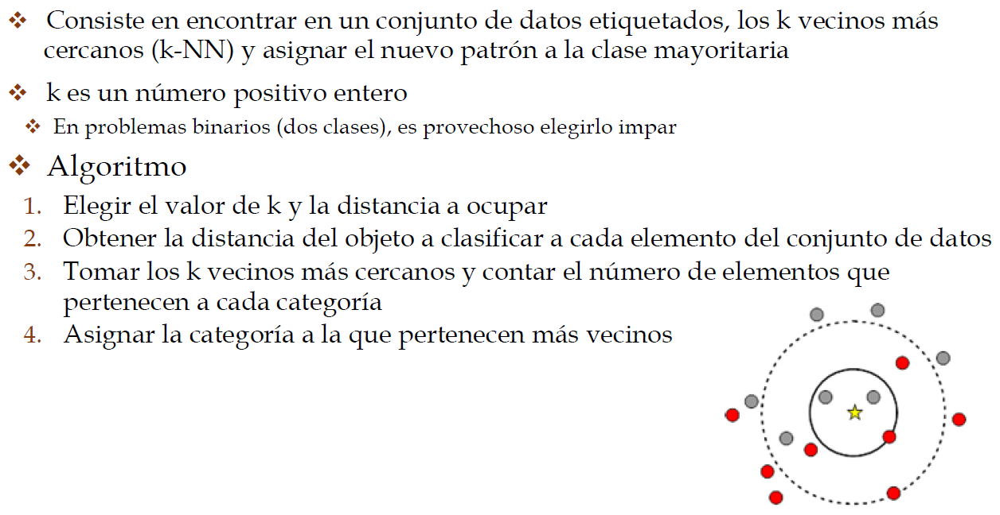 ❖ Consiste en encontrar en un conjunto de datos etiquetados, los k vecinos más
cercanos (k-NN) y asignar el nuevo patrón a la clase mayoritaria
❖ k es un número positivo entero
❖ En problemas binarios (dos clases), es provechoso elegirlo impar
❖ Algoritmo
1. Elegir el valor de k y la distancia a ocupar
2. Obtener la distancia del objeto a clasificar a cada elemento del conjunto de datos
3. Tomar los k vecinos más cercanos y contar el número de elementos que
pertenecen a cada categoría
4. Asignar la categoría a la que pertenecen más vecinos